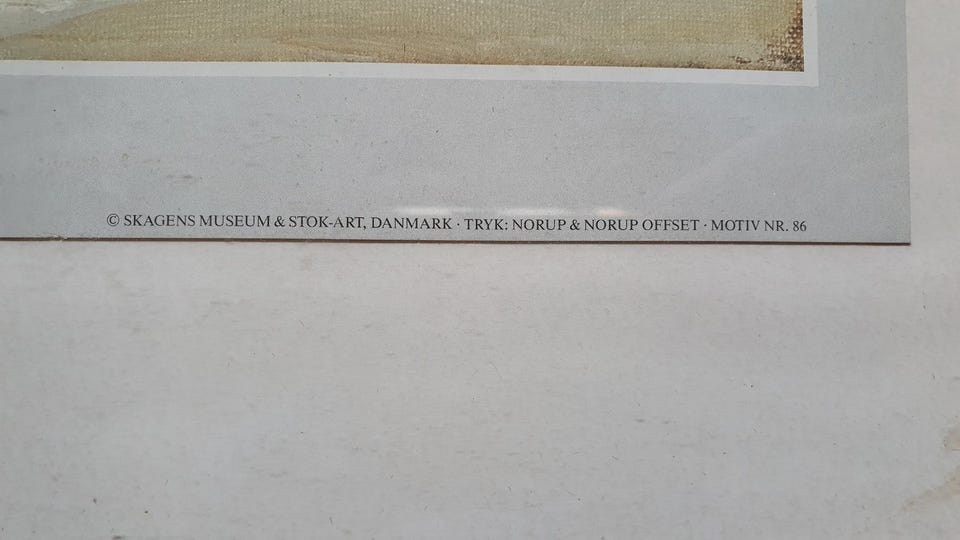 © SKAGENS MUSEUM & STOK-ART, DANMARK · TRYK: NORUP & NORUP OFFSET · MOTIV NR. 86